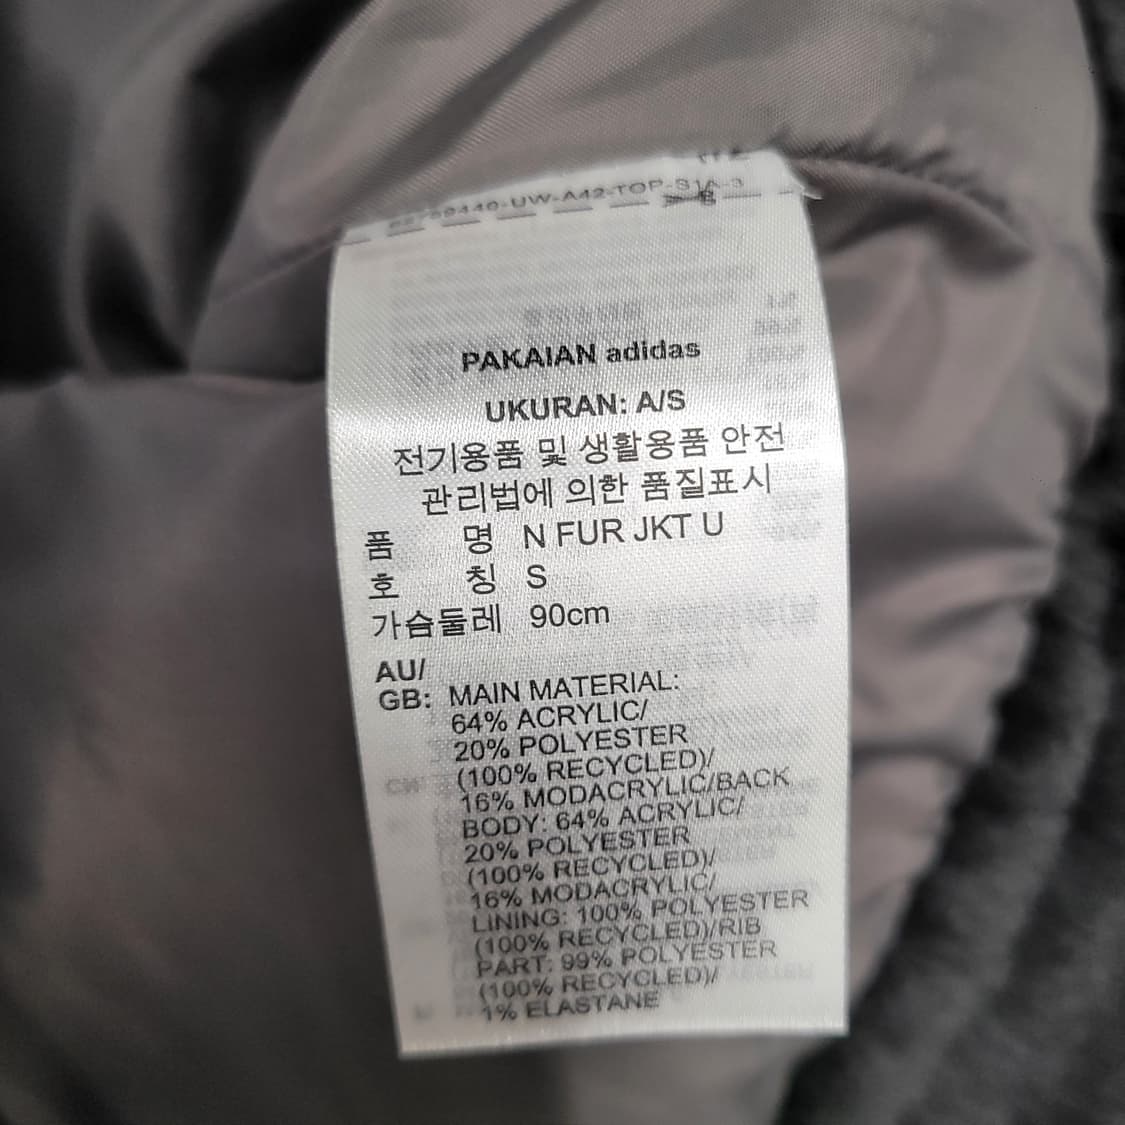 PAKAIAN adidas
UKURAN: A/S
전기용품 및 생활용품 안전
관리법에 의한 품질표시
품 명 N FUR JKT U
호 칭 S
가슴둘레 90cm
AU/
GB: MAIN MATERIAL:
64% ACRYLIC/
20% POLYESTER
(100% RECYCLED)/
16% MODACRYLIC/BACK
BODY: 64% ACRYLIC/
20% POLYESTER
(100% RECYCLED)/
16% MODACRYLIC/
LINING: 100% POLYESTER
(100% RECYCLED)/RIB
PART: 99% POLYESTER
(100% RECYCLED)/
1% ELASTANE